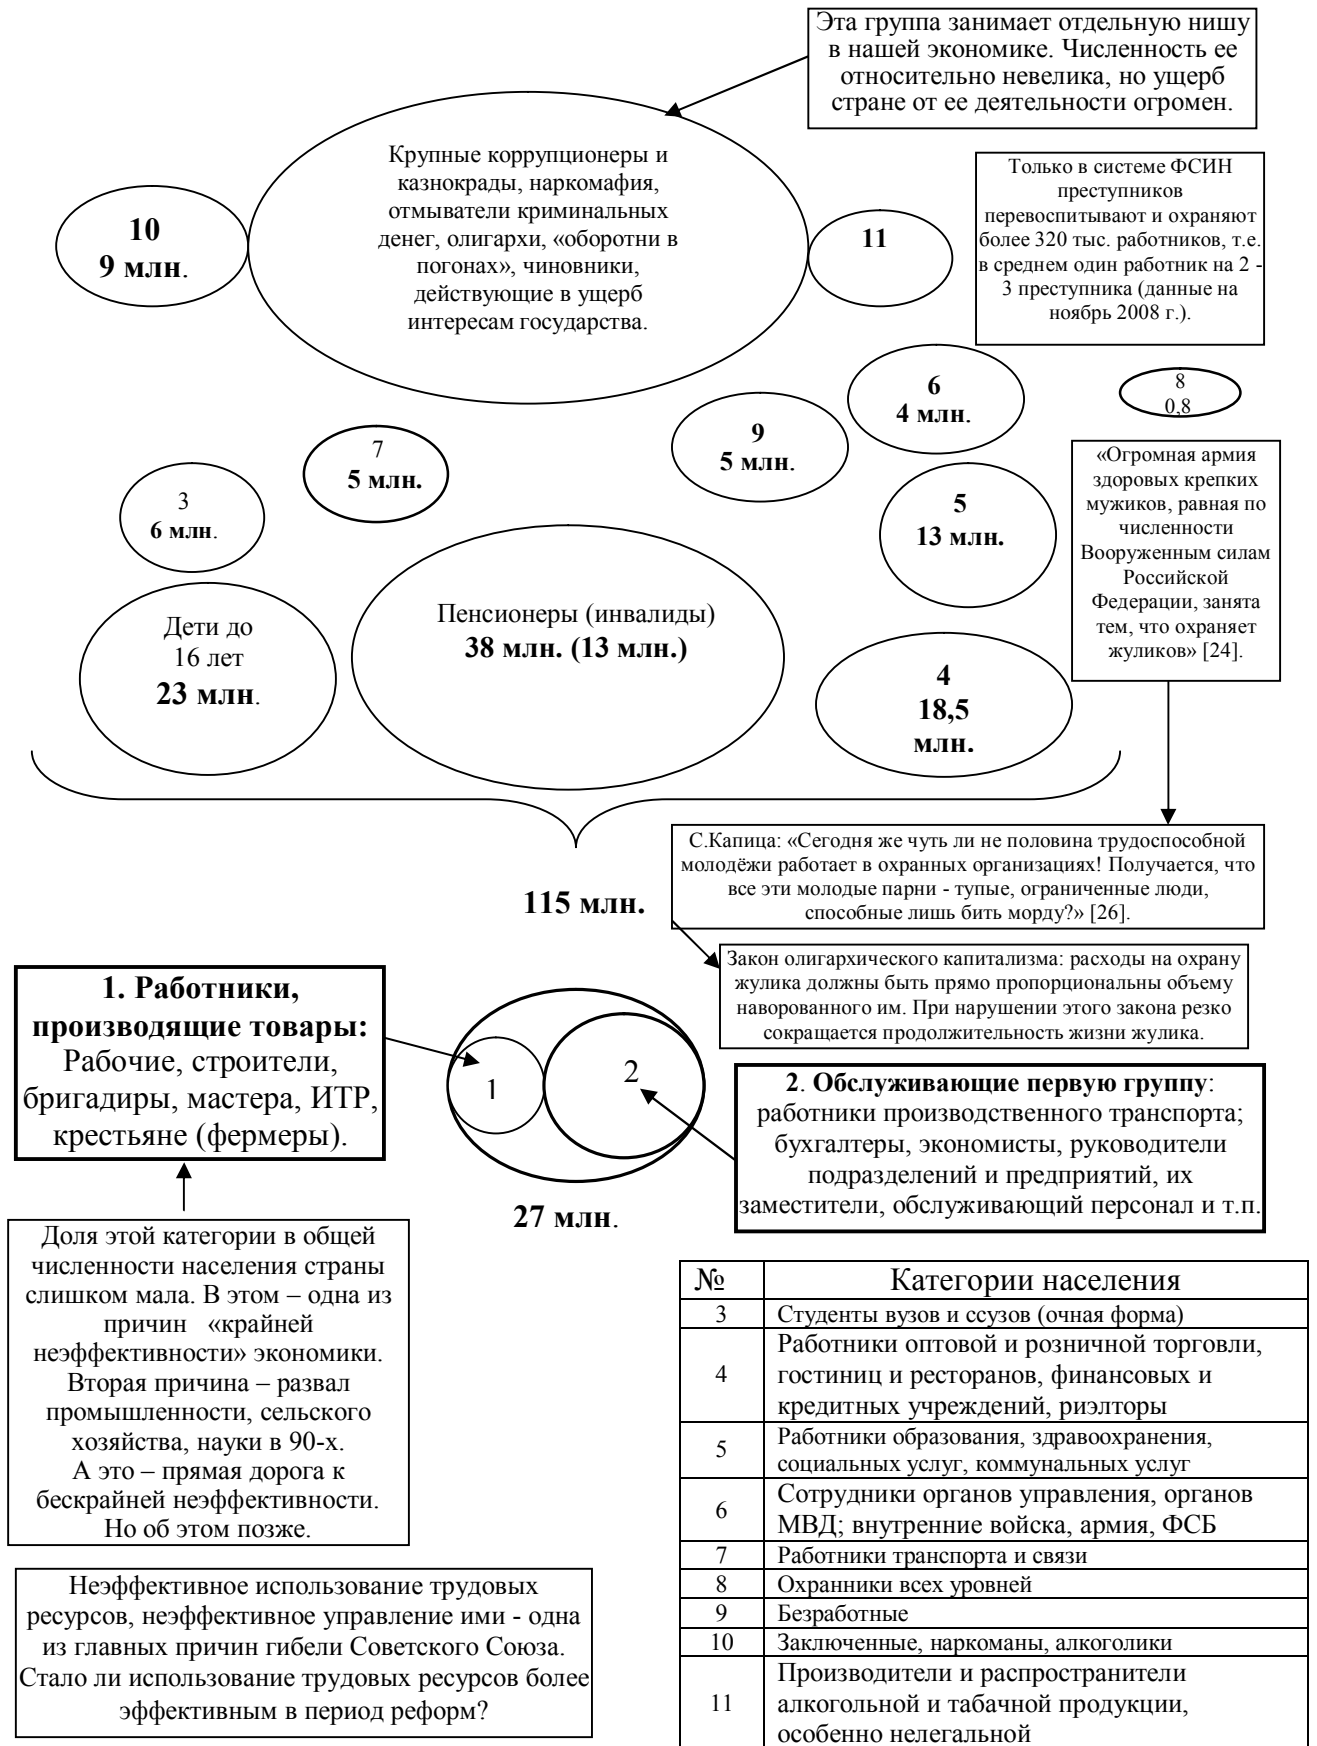 Эта группа занимает отдельную нишу
в нашей экономике. Численность ее
относительно невелика, но ущерб
стране от ее деятельности огромен.
Крупные коррупционеры и
казнокрады, наркомафия,
отмыватели криминальных
денег, олигархи, «оборотни в
погонах», чиновники,
действующие в ущерб
интересам государства.
10
9 млн.
11
Только в системе ФСИН
преступников
перевоспитывают и охраняют
более 320 тыс. работников, т.е.
в среднем один работник на 2 -
3 преступника (данные на
ноябрь 2008 г.).
6
4 млн.
8
0,8
9
5 млн.
7
5 млн.
3
6 млн.
5
13 млн.
«Огромная армия
здоровых крепких
мужиков, равная по
численности
Вооруженным силам
Российской
Федерации, занята
тем, что охраняет
жуликов» [24].
Дети до
16 лет
23 млн.
Пенсионеры (инвалиды)
38 млн. (13 млн.)
4
18,5
млн.
115 млн.
С.Капица: «Сегодня же чуть ли не половина трудоспособной
молодёжи работает в охранных организациях! Получается, что
все эти молодые парни - тупые, ограниченные люди,
способные лишь бить морду?» [26].
Закон олигархического капитализма: расходы на охрану
жулика должны быть прямо пропорциональны объему
наворованного им. При нарушении этого закона резко
сокращается продолжительность жизни жулика.
1. Работники,
производящие товары:
Рабочие, строители,
бригадиры, мастера, ИТР,
крестьяне (фермеры).
1
2
27 млн.
2. Обслуживающие первую группу:
работники производственного транспорта;
бухгалтеры, экономисты, руководители
подразделений и предприятий, их
заместители, обслуживающий персонал и т.п.
Доля этой категории в общей
численности населения страны
слишком мала. В этом – одна из
причин «крайней
неэффективности» экономики.
Вторая причина – развал
промышленности, сельского
хозяйства, науки в 90-х.
А это – прямая дорога к
бескрайней неэффективности.
Но об этом позже.
Неэффективное использование трудовых
ресурсов, неэффективное управление ими - одна
из главных причин гибели Советского Союза.
Стало ли использование трудовых ресурсов более
эффективным в период реформ?
№ Категории населения
3 Студенты вузов и ссузов (очная форма)
4 Работники оптовой и розничной торговли,
гостиниц и ресторанов, финансовых и
кредитных учреждений, риэлторы
5 Работники образования, здравоохранения,
социальных услуг, коммунальных услуг
6 Сотрудники органов управления, органов
МВД; внутренние войска, армия, ФСБ
7 Работники транспорта и связи
8 Охранники всех уровней
9 Безработные
10 Заключенные, наркоманы, алкоголики
11 Производители и распространители
алкогольной и табачной продукции,
особенно нелегальной